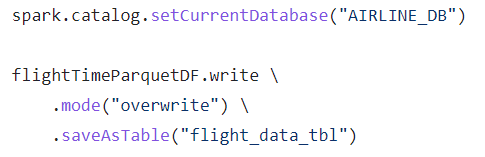 spark.catalog.setCurrentDatabase("AIRLINE_DB")
flightTimeParquetDF.write \
    .mode("overwrite") \
    .saveAsTable("flight_data_tbl")